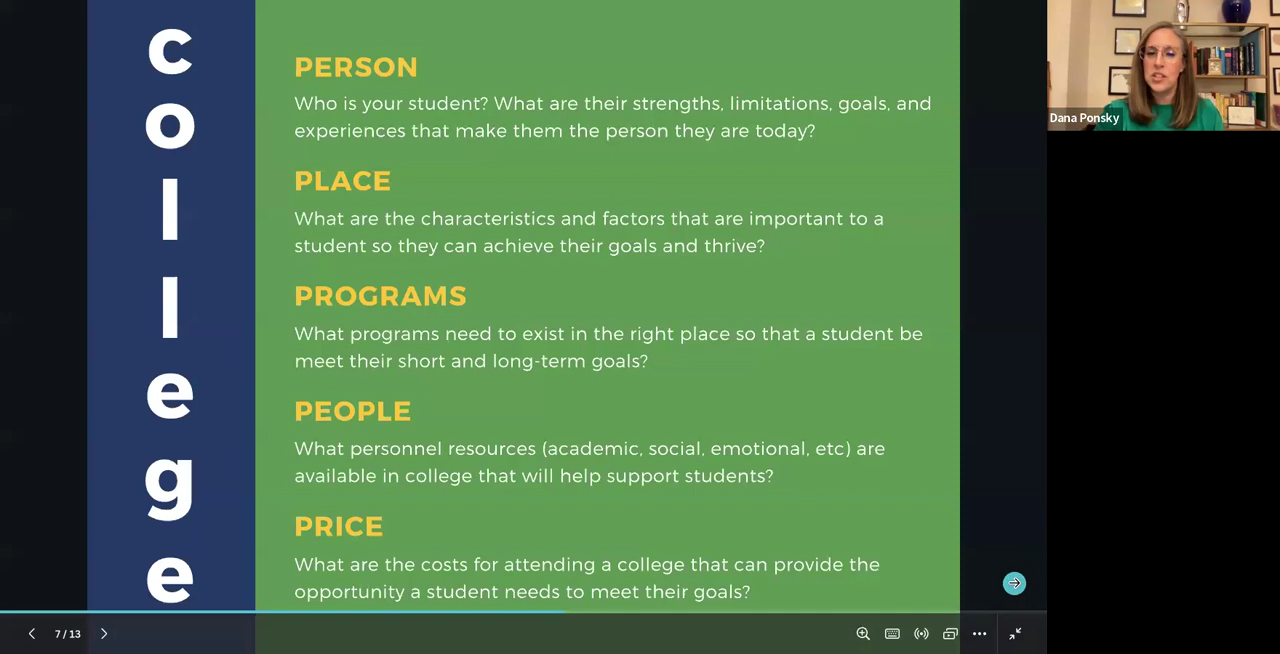 college
PERSON
Who is your student? What are their strengths, limitations, goals, and
experiences that make them the person they are today?
PLACE
What are the characteristics and factors that are important to a
student so they can achieve their goals and thrive?
PROGRAMS
What programs need to exist in the right place so that a student be
meet their short and long-term goals?
PEOPLE
What personnel resources (academic, social, emotional, etc) are
available in college that will help support students?
PRICE
What are the costs for attending a college that can provide the
opportunity a student needs to meet their goals?
7 / 13
Dana Ponsky